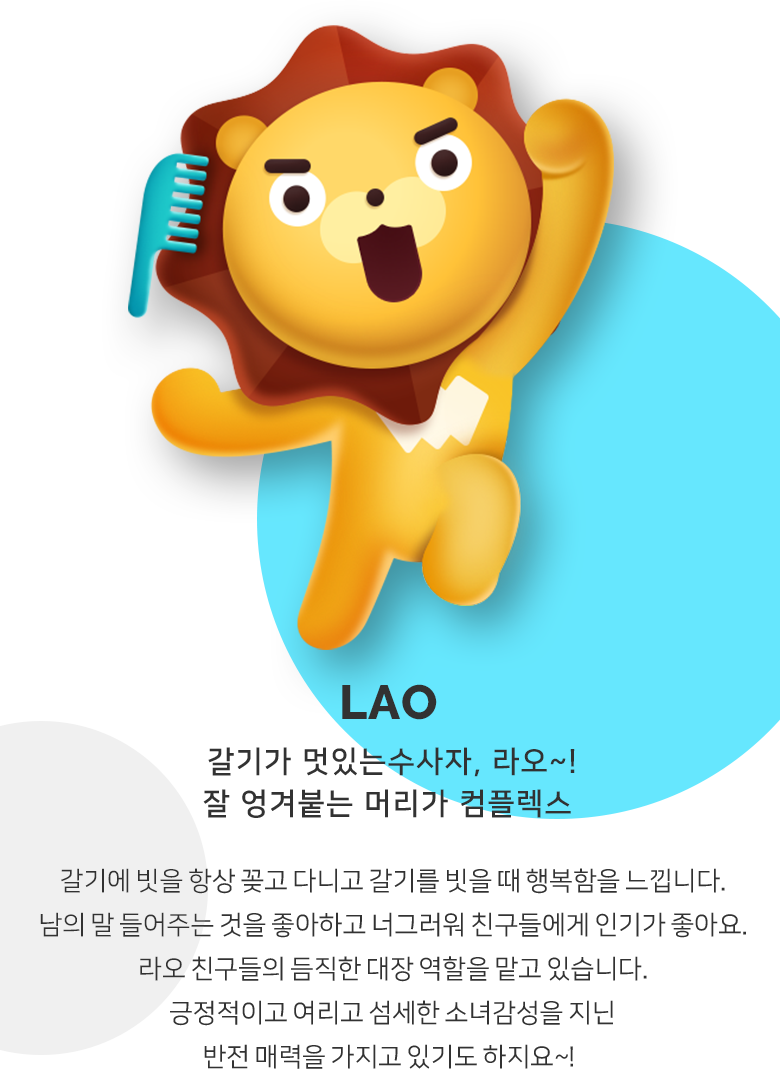 LAO
갈기가 멋있는수사자, 라오~!
잘 엉겨붙는 머리가 컴플렉스
갈기에 빗을 항상 꽂고 다니고 갈기를 빗을 때 행복함을 느낍니다.
남의 말 들어주는 것을 좋아하고 너그러워 친구들에게 인기가 좋아요.
라오 친구들의 듬직한 대장 역할을 맡고 있습니다.
긍정적이고 여리고 섬세한 소녀감성을 지닌
반전 매력을 가지고 있기도 하지요~!